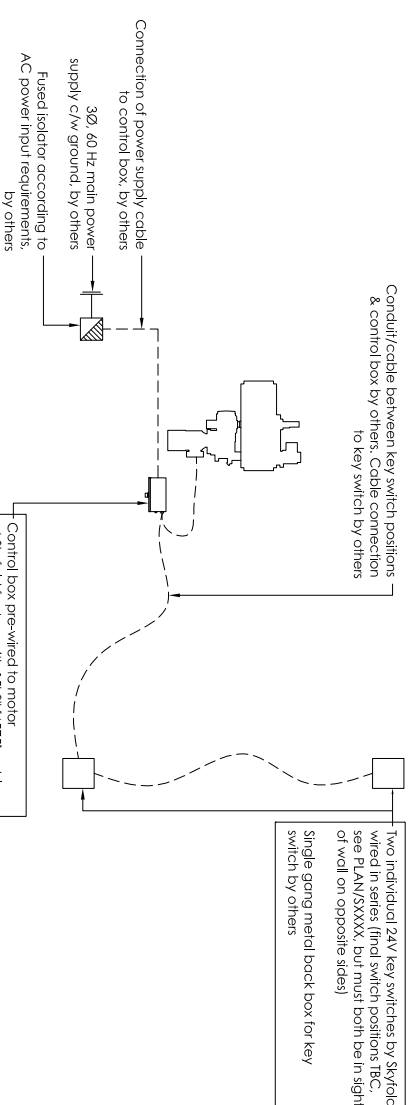 Conduit/cable between key switch positions
& control box by others. Cable connection
to key switch by others
Two individual 24V key switches by Skyfold
wired in series (final switch positions TBC,
see PLAN/SXXXX, but must both be in sight
of wall on opposite sides)
Single gang metal back box for key
switch by others
Connection of power supply cable
to control box, by others
3Ø, 60 Hz main power
supply c/w ground, by others
Fused isolator according to
AC power input requirements,
by others
Control box pre-wired to motor